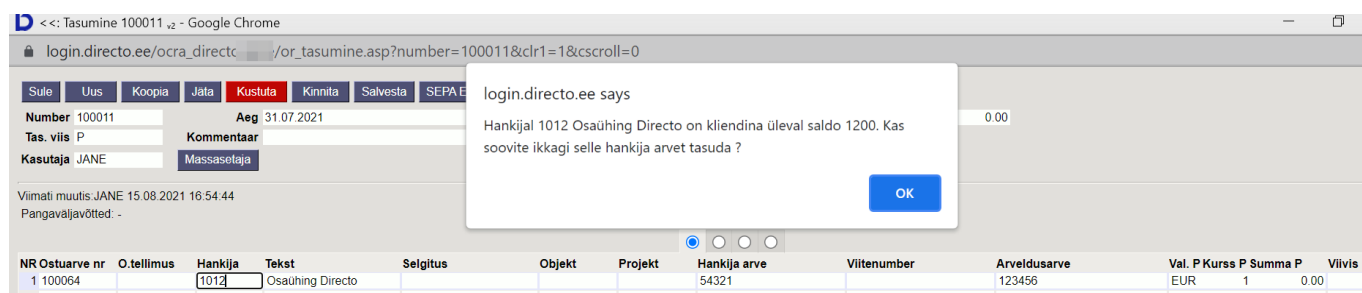 <<: Tasumine 100011 v2 - Google Chrome
login.directo.ee/ocra_directo /or_tasumine.asp?number=100011&clr1=1&cscroll=0
Sule Uus Koopia Jäta Kustuta Kinnita Salvesta SEPA E
Number 100011 Aeg 31.07.2021 0.00
Tas. viis P Kommentaar
Kasutaja JANE Massasetaja
login.directo.ee says
Hankijal 1012 Osaühing Directo on kliendina üleval saldo 1200. Kas
soovite ikkagi selle hankija arvet tasuda ?
OK
Viimati muutis:JANE 15.08.2021 16:54:44
Pangaväljavõtted: -
NR Ostuarve nr O.tellimus Hankija Tekst Selgitus Objekt Projekt Hankija arve Viitenumber Arveldusarve Val. P Kurss P Summa P Viivis
1 100064 1012 Osaühing Directo 54321 123456 EUR 1 0.00